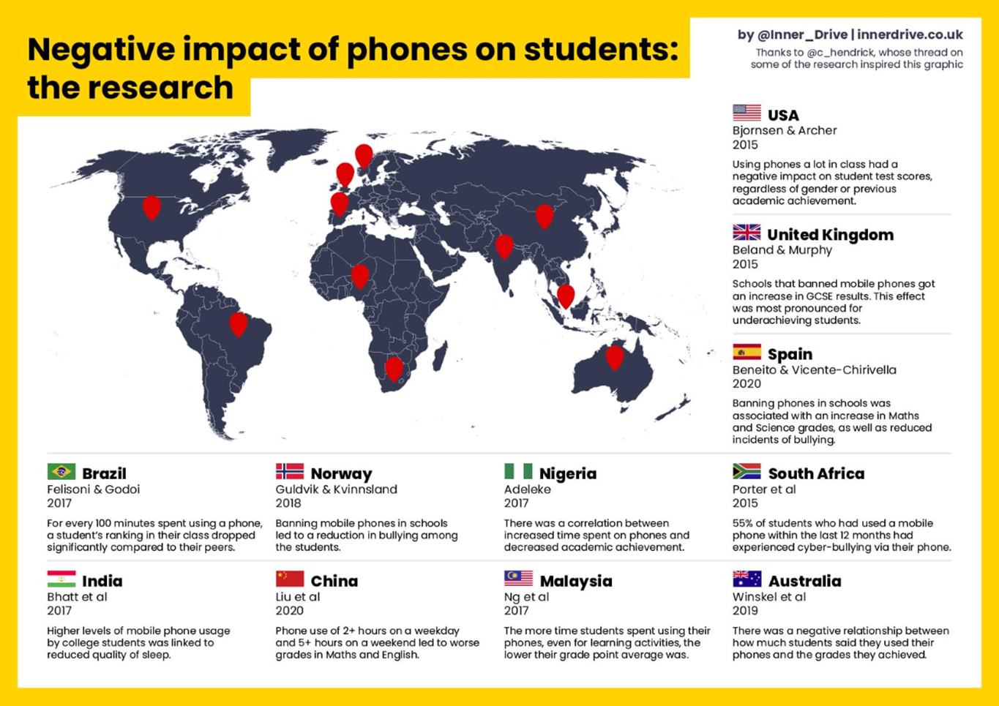 Negative impact of phones on students:
the research
by @Inner_Drive | innerdrive.co.uk
Thanks to @c_hendrick, whose thread on
some of the research inspired this graphic
USA
Bjornsen & Archer
2015
Using phones a lot in class had a
negative impact on student test scores,
regardless of gender or previous
academic achievement.
United Kingdom
Beland & Murphy
2015
Schools that banned mobile phones got
an increase in GCSE results. This effect
was most pronounced for
underachieving students.
Spain
Beneito & Vicente-Chirivella
2020
Banning phones in schools was
associated with an increase in Maths
and Science grades, as well as reduced
incidents of bullying.
Brazil
Felisoni & Godoi
2017
For every 100 minutes spent using a phone,
a student's ranking in their class dropped
significantly compared to their peers.
Norway
Guldvik & Kvinnsland
2018
Banning mobile phones in schools
led to a reduction in bullying among
the students.
Nigeria
Adeleke
2017
There was a correlation between
increased time spent on phones and
decreased academic achievement.
South Africa
Porter et al
2015
55% of students who had used a mobile
phone within the last 12 months had
experienced cyber-bullying via their phone.
India
Bhatt et al
2017
Higher levels of mobile phone usage
by college students was linked to
reduced quality of sleep.
China
Liu et al
2020
Phone use of 2+ hours on a weekday
and 5+ hours on a weekend led to worse
grades in Maths and English.
Malaysia
Ng et al
2017
The more time students spent using their
phones, even for learning activities, the
lower their grade point average was.
Australia
Winskel et al
2019
There was a negative relationship between
how much students said they used their
phones and the grades they achieved.